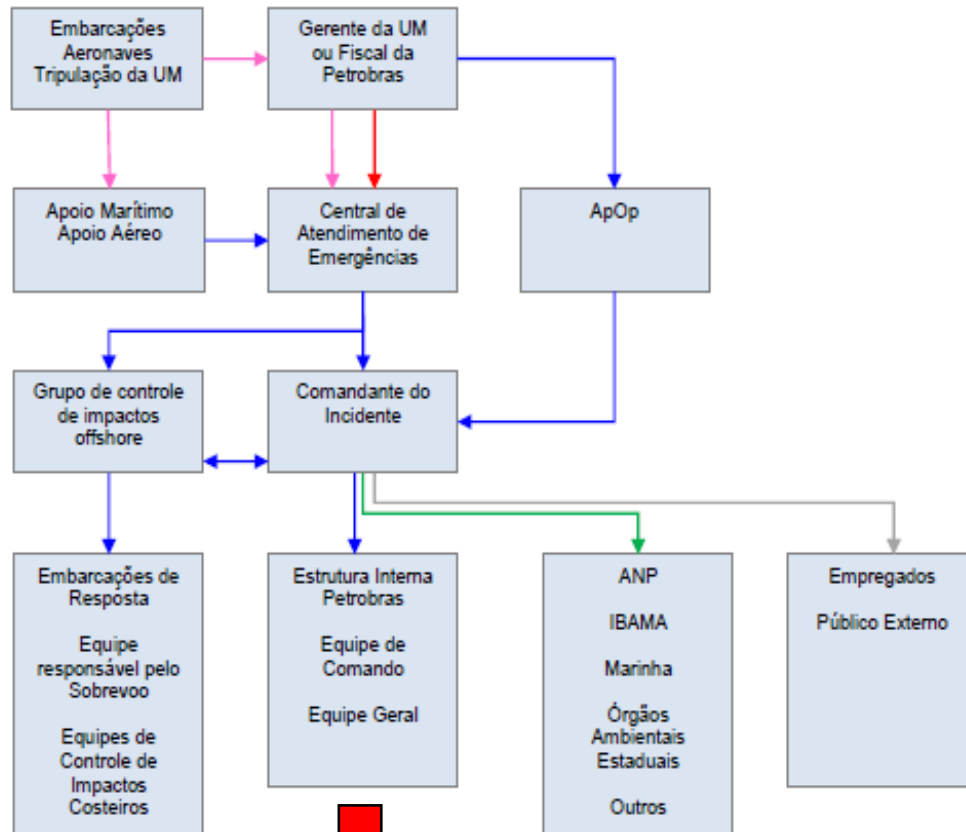 Embarcações
Aeronaves
Tripulação da UM
Gerente da UM
ou Fiscal da
Petrobras
Apoio Marítimo
Apoio Aéreo
Central de
Atendimento de
Emergências
ApOp
Grupo de controle
de impactos
offshore
Comandante do
Incidente
Embarcações de
Resposta
Equipe
responsável pelo
Sobrevoo
Equipes de
Controle de
Impactos
Costeiros
Estrutura Interna
Petrobras
Equipe de
Comando
Equipe Geral
ANP
IBAMA
Marinha
Órgãos
Ambientais
Estaduais
Outros
Empregados
Público Externo